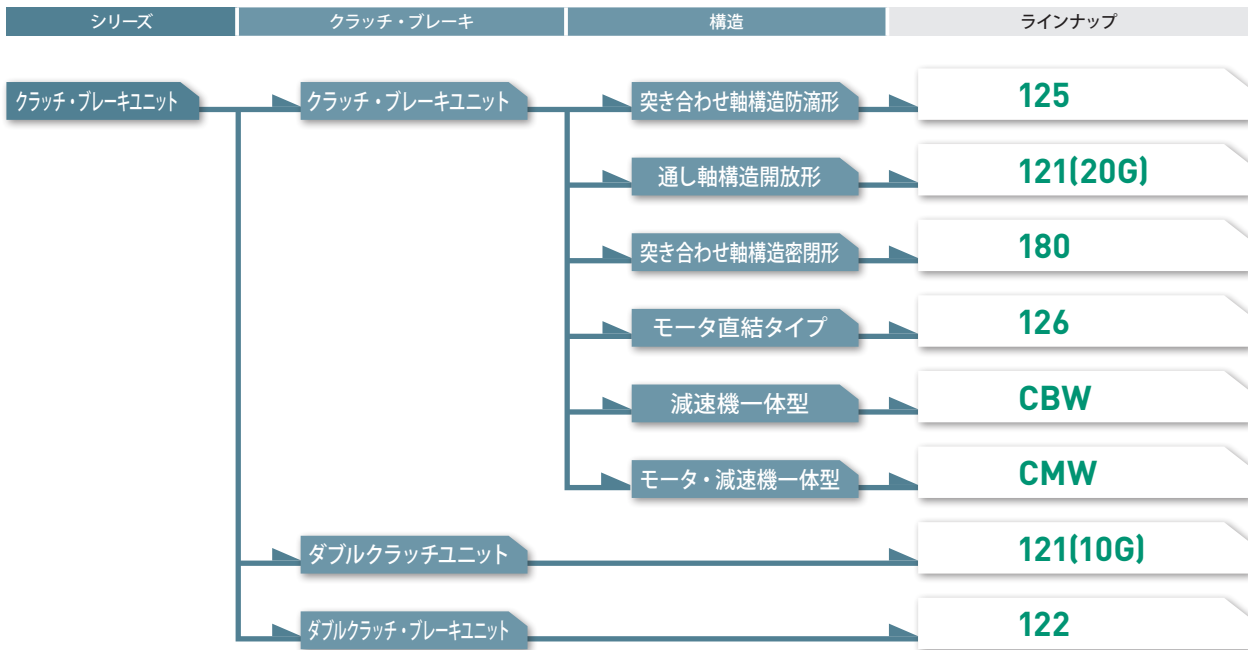 シリーズ
クラッチ・ブレーキ
構造
ラインナップ
クラッチ・ブレーキユニット
クラッチ・ブレーキユニット
突き合わせ軸構造防滴形
125
通し軸構造開放形
121(20G)
突き合わせ軸構造密閉形
180
モータ直結タイプ
126
減速機一体型
CBW
モータ・減速機一体型
CMW
ダブルクラッチユニット
121(10G)
ダブルクラッチ・ブレーキユニット
122